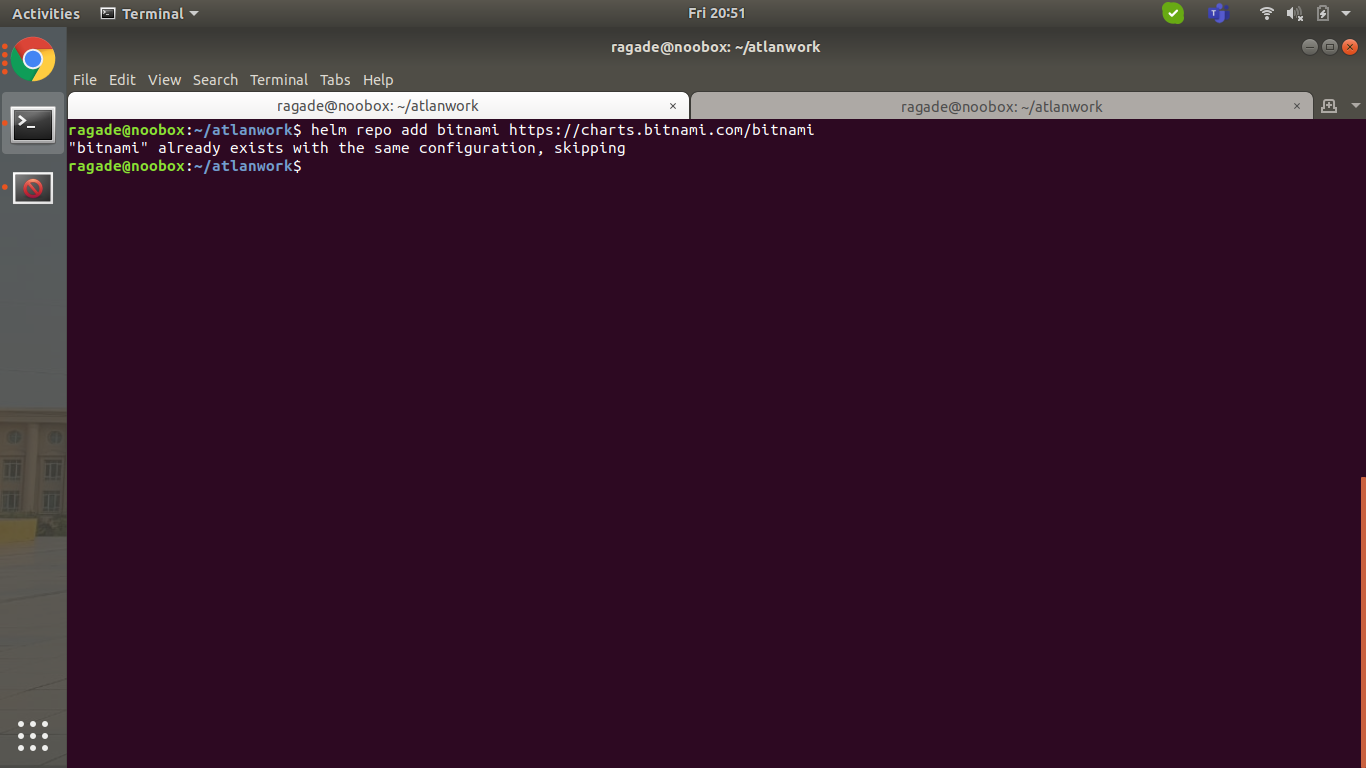 Activities Terminal Fri 20:51
ragade@noobox: ~/atlanwork
File Edit View Search Terminal Tabs Help
ragade@noobox: ~/atlanwork × ragade@noobox: ~/atlanwork ×
ragade@noobox:~/atlanwork$ helm repo add bitnami https://charts.bitnami.com/bitnami
"bitnami" already exists with the same configuration, skipping
ragade@noobox:~/atlanwork$